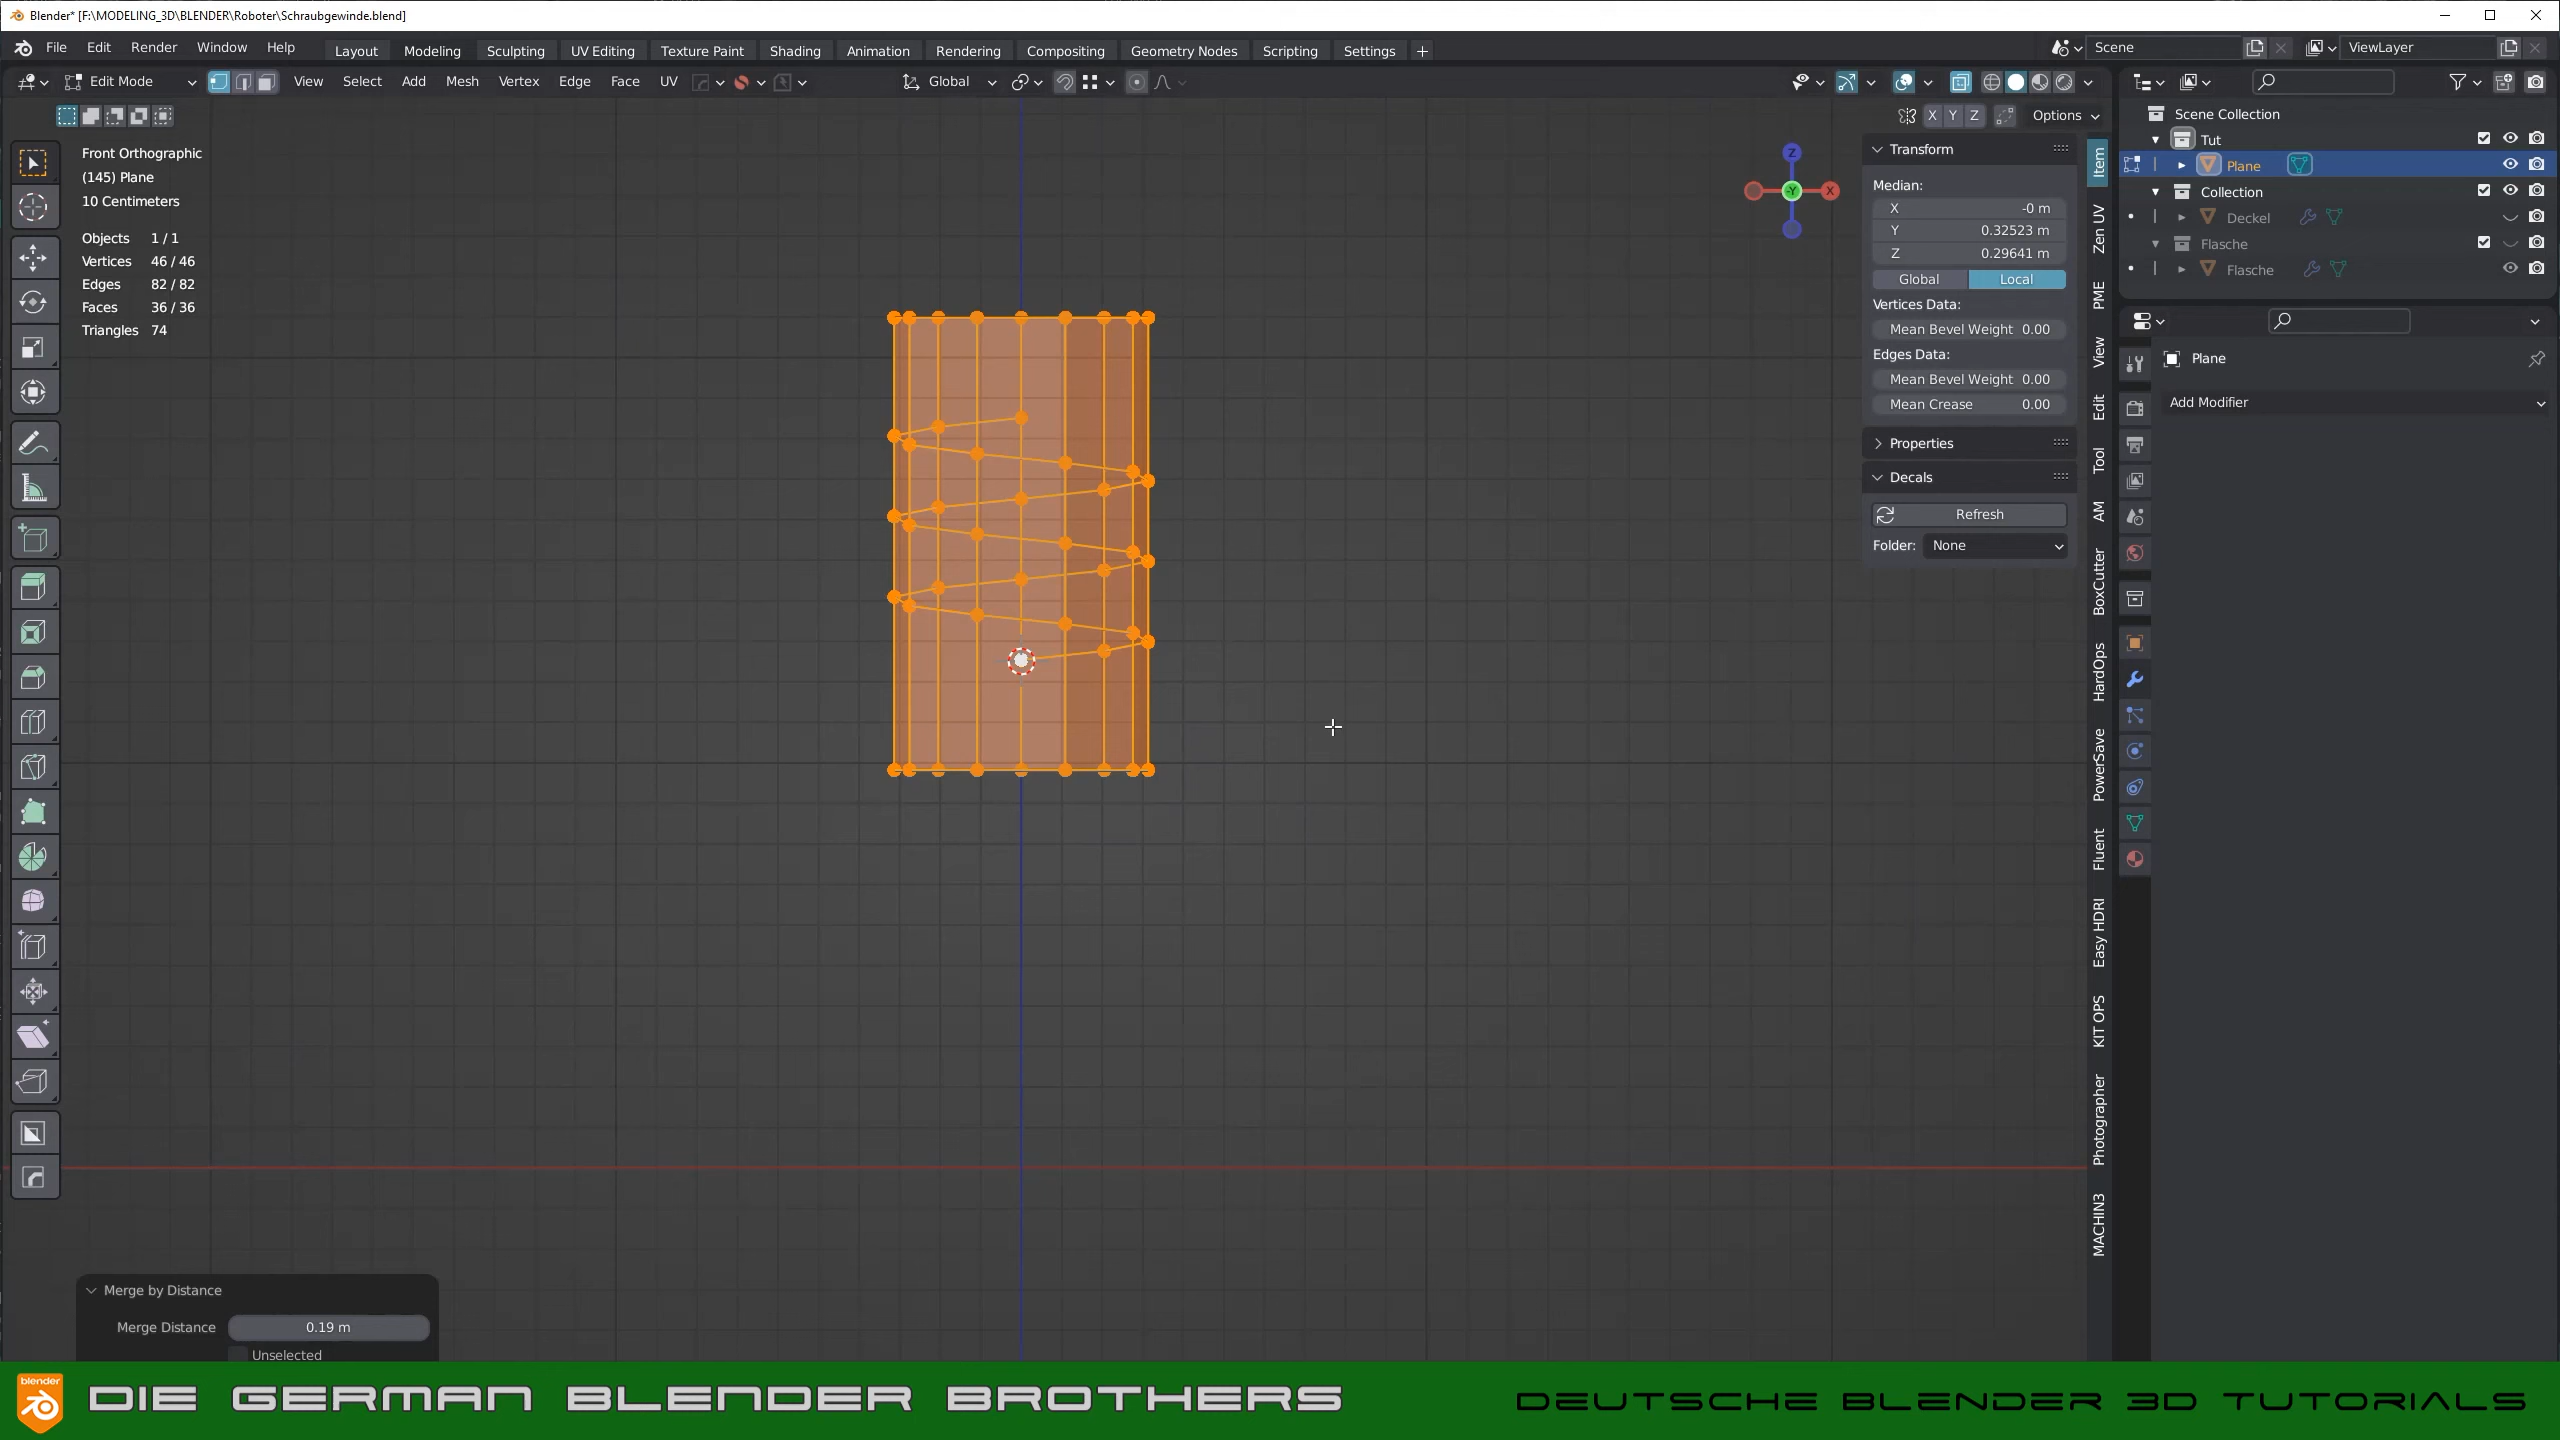 Blender* [F:\MODELING_3D\BLENDER\Roboter\Schraubgewinde.blend]
File Edit Render Window Help Layout Modeling Sculpting UV Editing Texture Paint Shading Animation Rendering Compositing Geometry Nodes Scripting Settings + Scene ViewLayer
Edit Mode View Select Add Mesh Vertex Edge Face UV Global
X Y Z Options
Front Orthographic
(145) Plane
10 Centimeters
Objects 1 / 1
Vertices 46 / 46
Edges 82 / 82
Faces 36 / 36
Triangles 74
Z
-Y X
Transform
Median:
X -0 m
Y 0.32523 m
Z 0.29641 m
Global Local
Vertices Data:
Mean Bevel Weight 0.00
Edges Data:
Mean Bevel Weight 0.00
Mean Crease 0.00
Properties
Decals
Refresh
Folder: None
Item
Zen UV
PME
View
Edit
Tool
AM
BoxCutter
HardOps
PowerSave
Fluent
Easy HDRI
KIT OPS
Photographer
MACHIN3
Scene Collection
Tut
Plane
Collection
Deckel
Flasche
Flasche
Plane
Add Modifier
Merge by Distance
Merge Distance 0.19 m
Unselected
blender
DIE GERMAN BLENDER BROTHERS
DEUTSCHE BLENDER 3D TUTORIALS